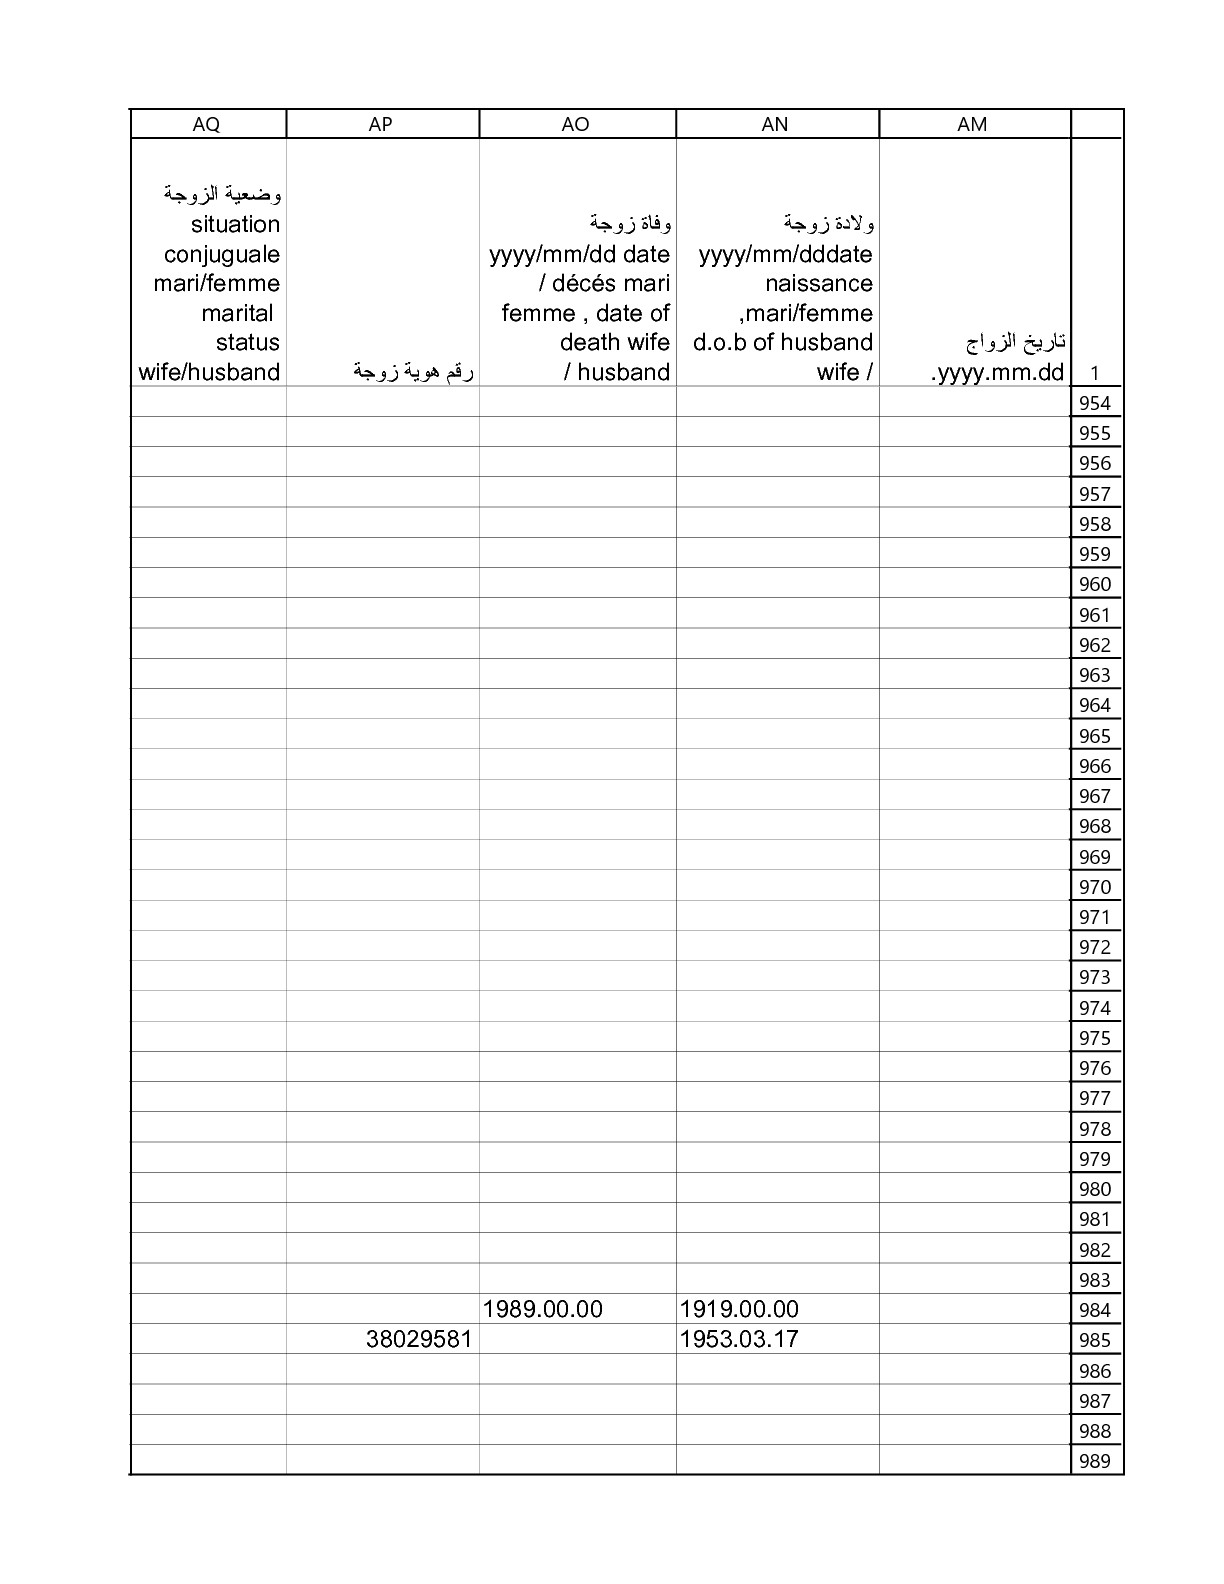 AQ AP AO AN AM
وضعية الزوجة
situation
conjuguale
mari/femme
marital
status
wife/husband
رقم هوية زوجة
وفاة زوجة
yyyy/mm/dd date
/ décés mari
femme , date of
death wife
/ husband
ولادة زوجة
yyyy/mm/dddate
naissance
,mari/femme
d.o.b of husband
wife /
تاريخ الزواج
.yyyy.mm.dd
1
954
955
956
957
958
959
960
961
962
963
964
965
966
967
968
969
970
971
972
973
974
975
976
977
978
979
980
981
982
983
1989.00.00 1919.00.00 984
38029581 1953.03.17 985
986
987
988
989